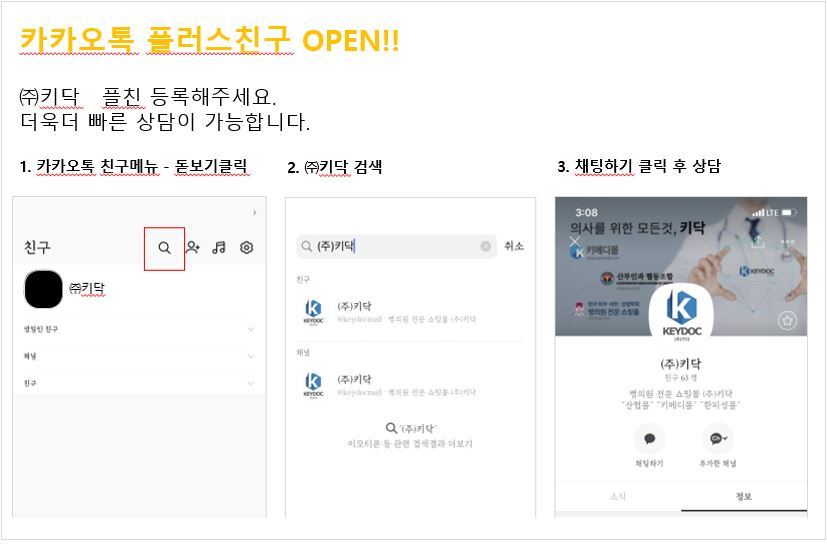 카카오톡 플러스친구 OPEN!!
㈜키닥 플친 등록해주세요.
더욱더 빠른 상담이 가능합니다.
1. 카카오톡 친구메뉴 - 돋보기클릭
2. ㈜키닥 검색
3. 채팅하기 클릭 후 상담
친구
㈜키닥
생일인 친구
채널
친구
(주)키닥
취소
친구
(주)키닥
@keydocmall · 병의원 전문 쇼핑몰 (주)키닥
채널
(주)키닥
@keydocmall · 병의원 전문 쇼핑몰 (주)키닥
"(주)키닥"
이모티콘 등 관련 검색결과 더보기
3:08
LTE
의사를 위한 모든것, 키닥
키메디몰
산부인과 협동조합
병의원 전문 쇼핑몰
KEYDOC
KEYDOC
(주)키닥
(주)키닥
친구 63 명
병의원 전문 쇼핑몰 (주)키닥
"산협몰" "키메디몰" "한피성몰"
Ch
채팅하기
추가한 채널
소식
정보